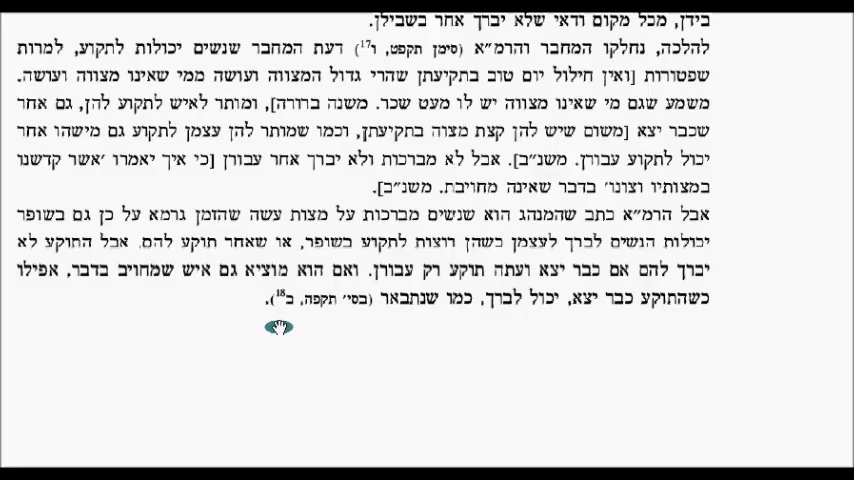 בידן, מכל מקום ודאי שלא יברך אחר בשבילן.
להלכה, נחלקו המחבר והרמ״א (סימן תקפט, ו17) דעת המחבר שנשים יכולות לתקוע, למרות
שפטורות [ואין חילול יום טוב בתקיעתן שהרי גדול המצווה ועושה ממי שאינו מצווה ועושה.
משמע שגם מי שאינו מצווה יש לו מעט שכר. משנה ברורה], ומותר לאיש לתקוע להן, גם אחר
שכבר יצא [משום שיש להן קצת מצוה בתקיעתן, וכמו שמותר להן עצמן לתקוע גם מישהו אחר
יכול לתקוע עבורן. משנ״ב]. אבל לא מברכות ולא יברך אחר עבורן [כי איך יאמרו ׳אשר קדשנו
במצותיו וצונו׳ בדבר שאינה מחויבת. משנ״ב].
אבל הרמ״א כתב שהמנהג הוא שנשים מברכות על מצות עשה שהזמן גרמא על כן גם בשופר
יכולות הנשים לברך לעצמן כשהן רוצות לתקוע בשופר, או שאחר תוקע להם. אבל התוקע לא
יברך להם אם כבר יצא ועתה תוקע רק עבורן. ואם הוא מוציא גם איש שמחויב בדבר, אפילו
כשהתוקע כבר יצא, יכול לברך, כמו שנתבאר (בסי׳ תקפה, ב18).